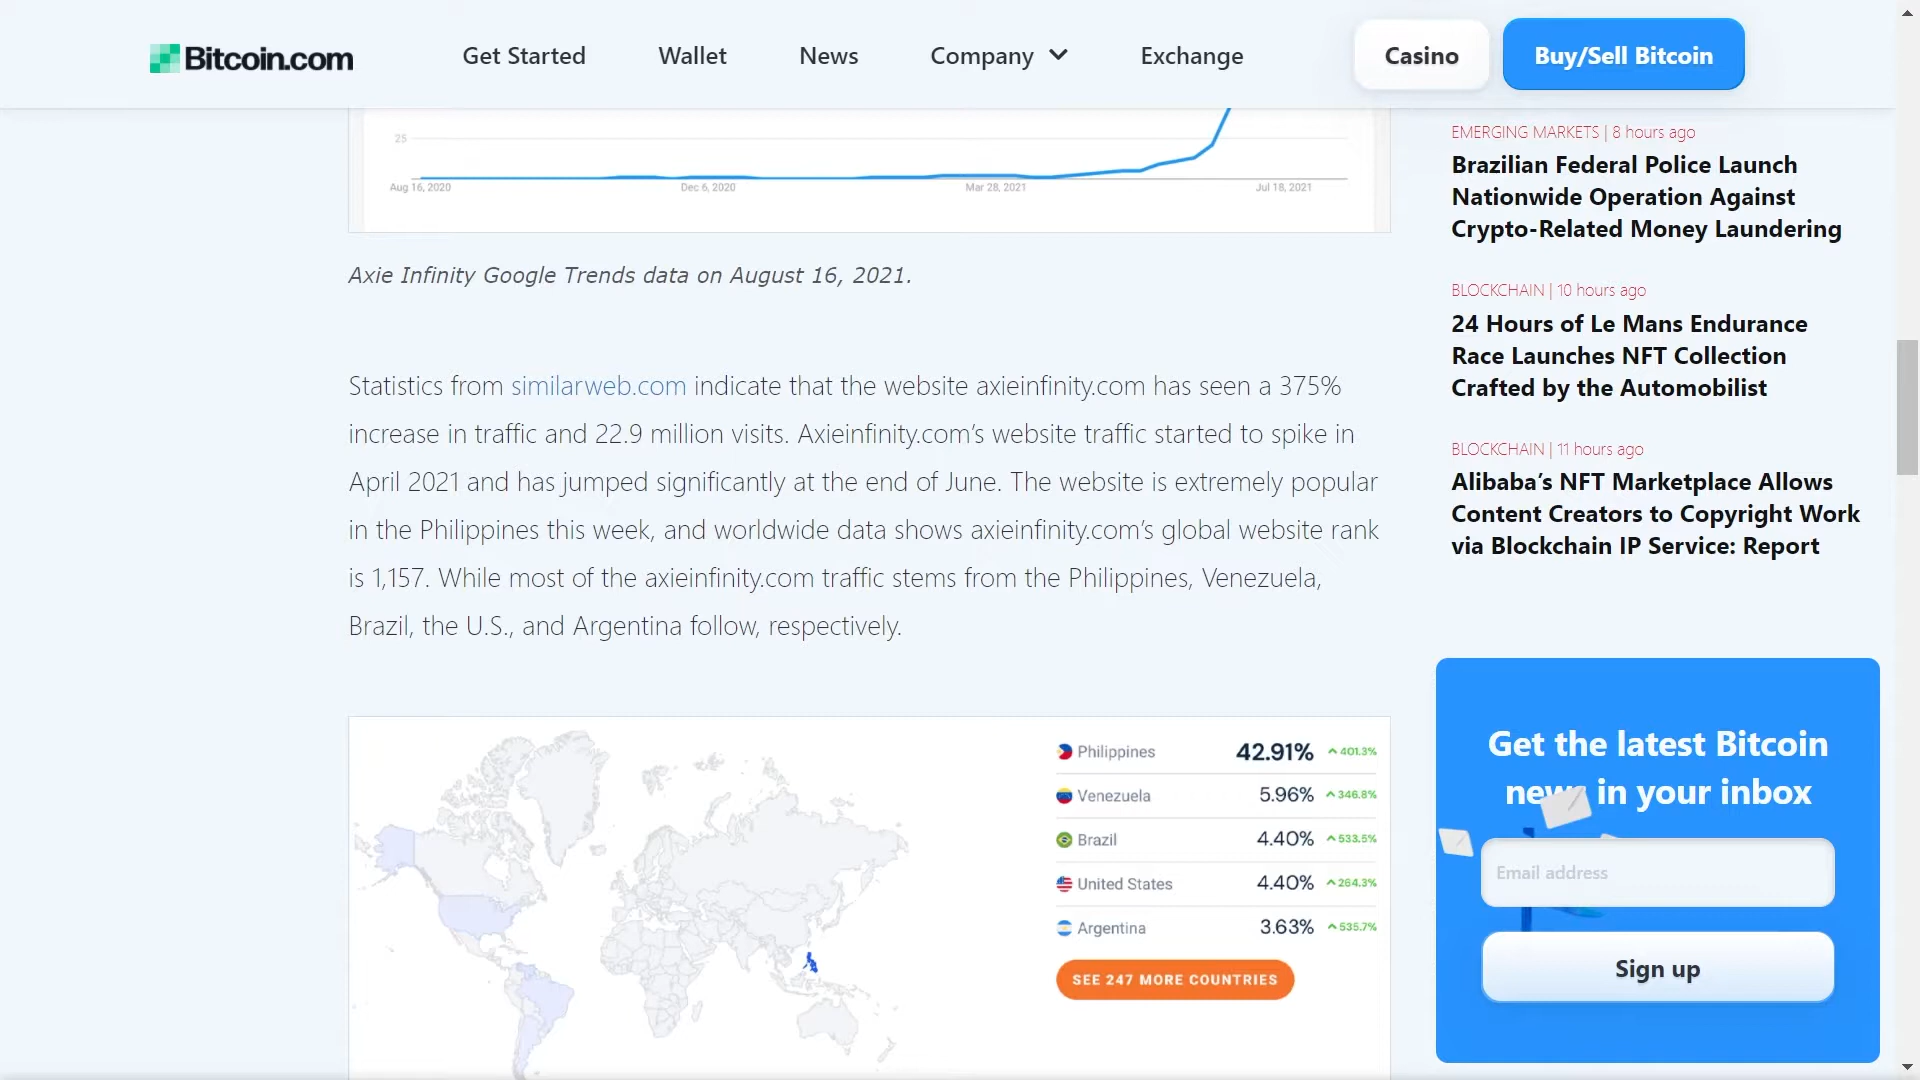 Bitcoin.com
Get Started
Wallet
News
Company
Exchange
Casino
Buy/Sell Bitcoin
25
Aug 16, 2020
Dec 6, 2020
Mar 28, 2021
Jul 18, 2021
Axie Infinity Google Trends data on August 16, 2021.
Statistics from similarweb.com indicate that the website axieinfinity.com has seen a 375%
increase in traffic and 22.9 million visits. Axieinfinity.com’s website traffic started to spike in
April 2021 and has jumped significantly at the end of June. The website is extremely popular
in the Philippines this week, and worldwide data shows axieinfinity.com’s global website rank
is 1,157. While most of the axieinfinity.com traffic stems from the Philippines, Venezuela,
Brazil, the U.S., and Argentina follow, respectively.
Philippines 42.91% 401.3%
Venezuela 5.96% 346.8%
Brazil 4.40% 533.5%
United States 4.40% 264.3%
Argentina 3.63% 535.7%
SEE 247 MORE COUNTRIES
EMERGING MARKETS | 8 hours ago
Brazilian Federal Police Launch
Nationwide Operation Against
Crypto-Related Money Laundering
BLOCKCHAIN | 10 hours ago
24 Hours of Le Mans Endurance
Race Launches NFT Collection
Crafted by the Automobilist
BLOCKCHAIN | 11 hours ago
Alibaba’s NFT Marketplace Allows
Content Creators to Copyright Work
via Blockchain IP Service: Report
Get the latest Bitcoin
news in your inbox
Email address
Sign up